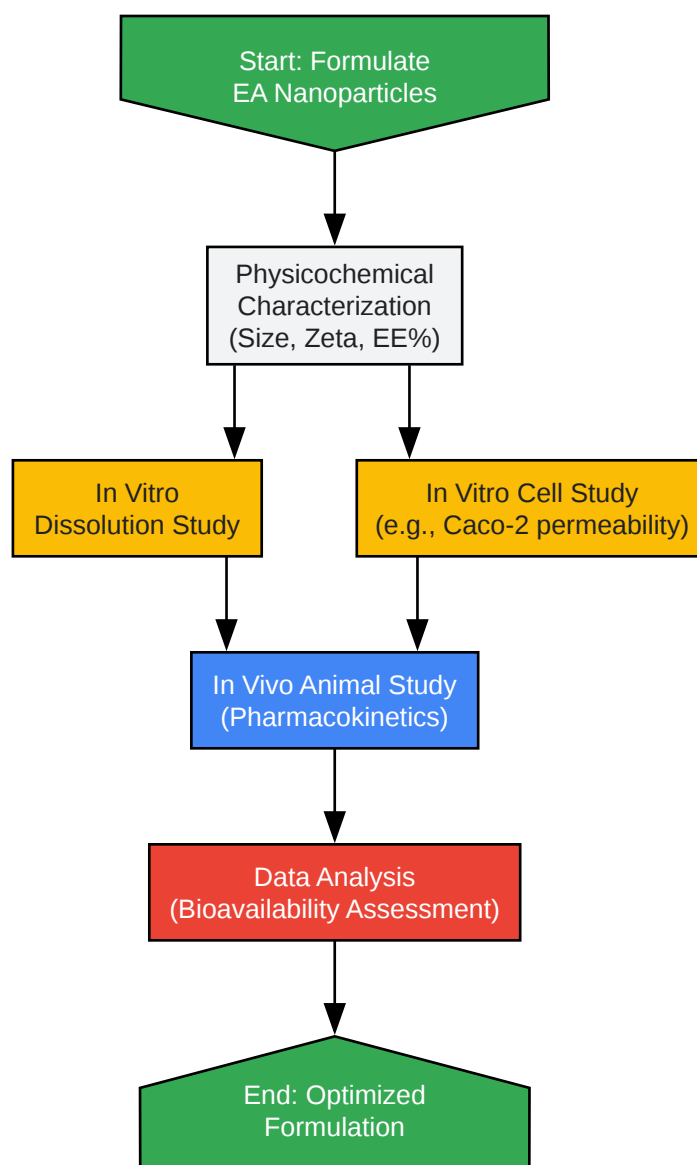 Start: Formulate
EA Nanoparticles
Physicochemical
Characterization
(Size, Zeta, EE%)
In Vitro
Dissolution Study
In Vitro Cell Study
(e.g., Caco-2 permeability)
In Vivo Animal Study
(Pharmacokinetics)
Data Analysis
(Bioavailability Assessment)
End: Optimized
Formulation